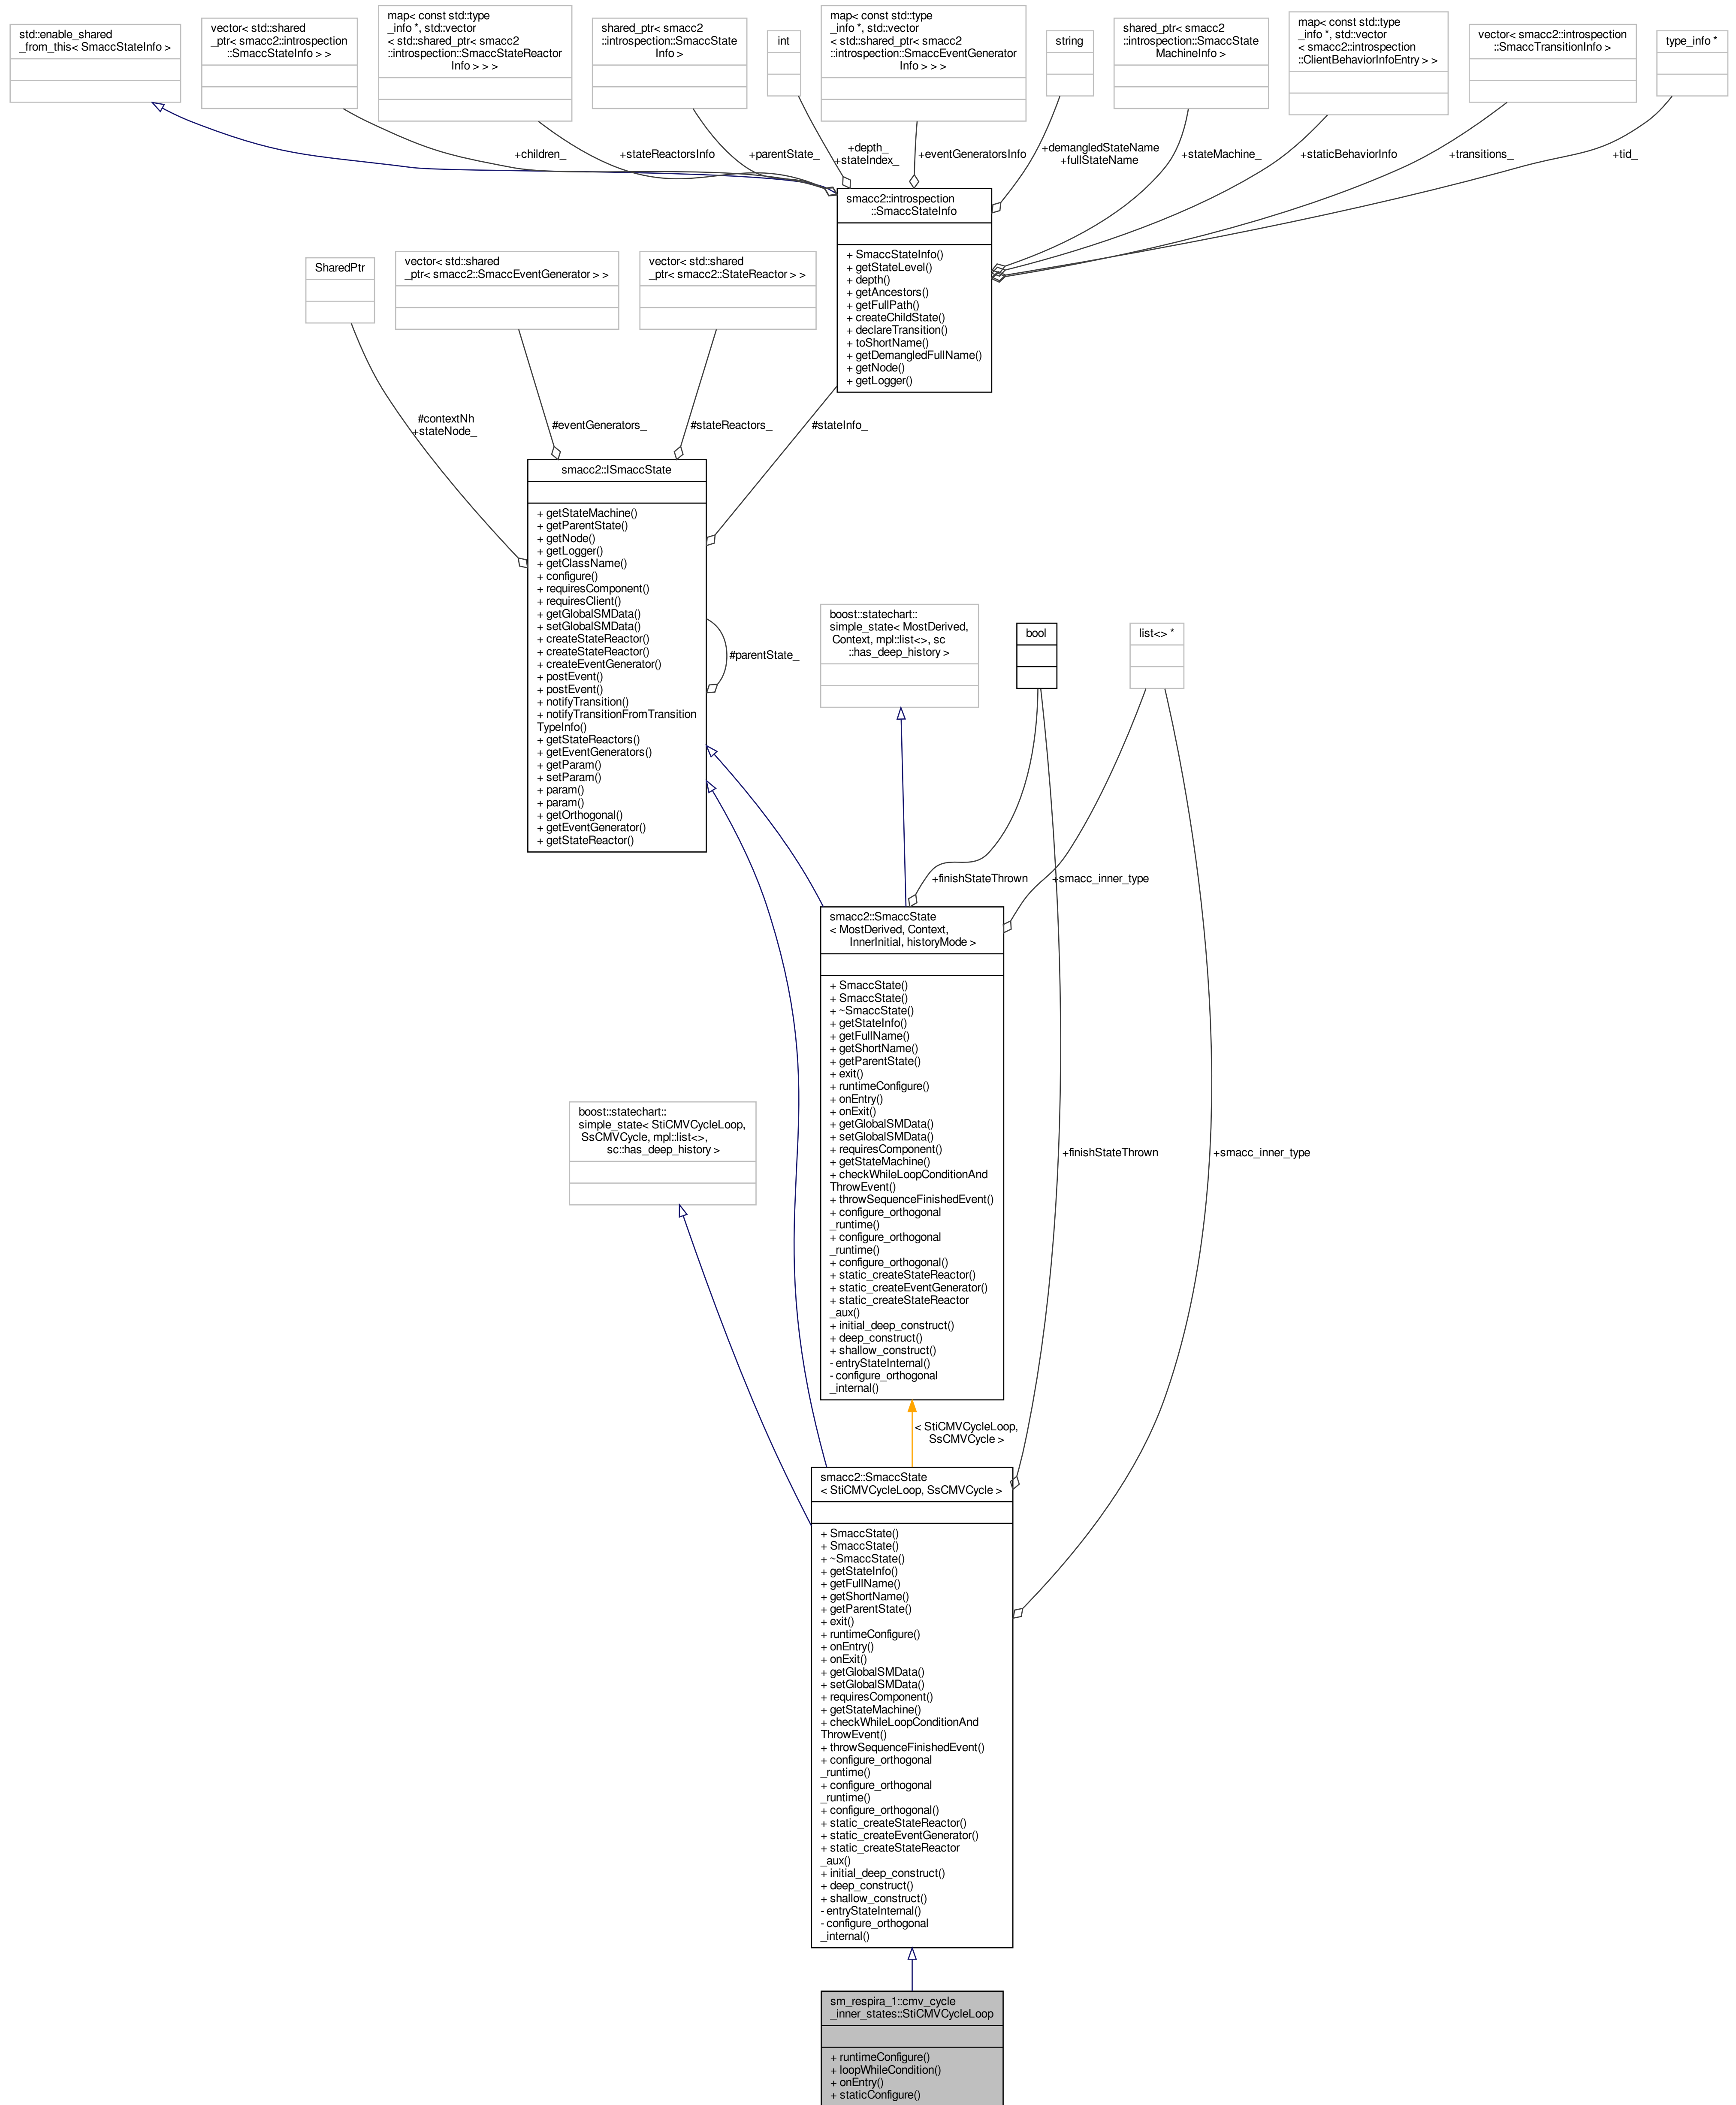 std::enable_shared
_from_this< SmaccStateInfo >
vector< std::shared
_ptr< smacc2::introspection
::SmaccStateInfo > >
map< const std::type
_info *, std::vector
< std::shared_ptr< smacc2
::introspection::SmaccStateReactor
Info > > >
shared_ptr< smacc2
::introspection::SmaccState
Info >
int
map< const std::type
_info *, std::vector
< std::shared_ptr< smacc2
::introspection::SmaccEventGenerator
Info > > >
string
shared_ptr< smacc2
::introspection::SmaccState
MachineInfo >
map< const std::type
_info *, std::vector
< smacc2::introspection
::ClientBehaviorInfoEntry > >
vector< smacc2::introspection
::SmaccTransitionInfo >
type_info *
+children_
+stateReactorsInfo
+parentState_
+depth_
+stateIndex_
+eventGeneratorsInfo
+demangledStateName
+fullStateName
+stateMachine_
+staticBehaviorInfo
+transitions_
+tid_
smacc2::introspection
::SmaccStateInfo
+ SmaccStateInfo()
+ getStateLevel()
+ depth()
+ getAncestors()
+ getFullPath()
+ createChildState()
+ declareTransition()
+ toShortName()
+ getDemangledFullName()
+ getNode()
+ getLogger()
SharedPtr
vector< std::shared
_ptr< smacc2::SmaccEventGenerator > >
vector< std::shared
_ptr< smacc2::StateReactor > >
#contextNh
+stateNode_
#eventGenerators_
#stateReactors_
#stateInfo_
smacc2::ISmaccState
+ getStateMachine()
+ getParentState()
+ getNode()
+ getLogger()
+ getClassName()
+ configure()
+ requiresComponent()
+ requiresClient()
+ getGlobalSMData()
+ setGlobalSMData()
+ createStateReactor()
+ createStateReactor()
+ createEventGenerator()
+ postEvent()
+ postEvent()
+ notifyTransition()
+ notifyTransitionFromTransition
TypeInfo()
+ getStateReactors()
+ getEventGenerators()
+ getParam()
+ setParam()
+ param()
+ param()
+ getOrthogonal()
+ getEventGenerator()
+ getStateReactor()
#parentState_
boost::statechart::
simple_state< MostDerived,
Context, mpl::list<>, sc
::has_deep_history >
bool
list<> *
+finishStateThrown
+smacc_inner_type
smacc2::SmaccState
< MostDerived, Context,
InnerInitial, historyMode >
+ SmaccState()
+ SmaccState()
+ ~SmaccState()
+ getStateInfo()
+ getFullName()
+ getShortName()
+ getParentState()
+ exit()
+ runtimeConfigure()
+ onEntry()
+ onExit()
+ getGlobalSMData()
+ setGlobalSMData()
+ requiresComponent()
+ getStateMachine()
+ checkWhileLoopConditionAnd
ThrowEvent()
+ throwSequenceFinishedEvent()
+ configure_orthogonal
_runtime()
+ configure_orthogonal
_runtime()
+ configure_orthogonal()
+ static_createStateReactor()
+ static_createEventGenerator()
+ static_createStateReactor
_aux()
+ initial_deep_construct()
+ deep_construct()
+ shallow_construct()
- entryStateInternal()
- configure_orthogonal
_internal()
boost::statechart::
simple_state< StiCMVCycleLoop,
SsCMVCycle, mpl::list<>,
sc::has_deep_history >
+finishStateThrown
+smacc_inner_type
< StiCMVCycleLoop,
SsCMVCycle >
smacc2::SmaccState
< StiCMVCycleLoop, SsCMVCycle >
+ SmaccState()
+ SmaccState()
+ ~SmaccState()
+ getStateInfo()
+ getFullName()
+ getShortName()
+ getParentState()
+ exit()
+ runtimeConfigure()
+ onEntry()
+ onExit()
+ getGlobalSMData()
+ setGlobalSMData()
+ requiresComponent()
+ getStateMachine()
+ checkWhileLoopConditionAnd
ThrowEvent()
+ throwSequenceFinishedEvent()
+ configure_orthogonal
_runtime()
+ configure_orthogonal
_runtime()
+ configure_orthogonal()
+ static_createStateReactor()
+ static_createEventGenerator()
+ static_createStateReactor
_aux()
+ initial_deep_construct()
+ deep_construct()
+ shallow_construct()
- entryStateInternal()
- configure_orthogonal
_internal()
sm_respira_1::cmv_cycle
_inner_states::StiCMVCycleLoop
+ runtimeConfigure()
+ loopWhileCondition()
+ onEntry()
+ staticConfigure()